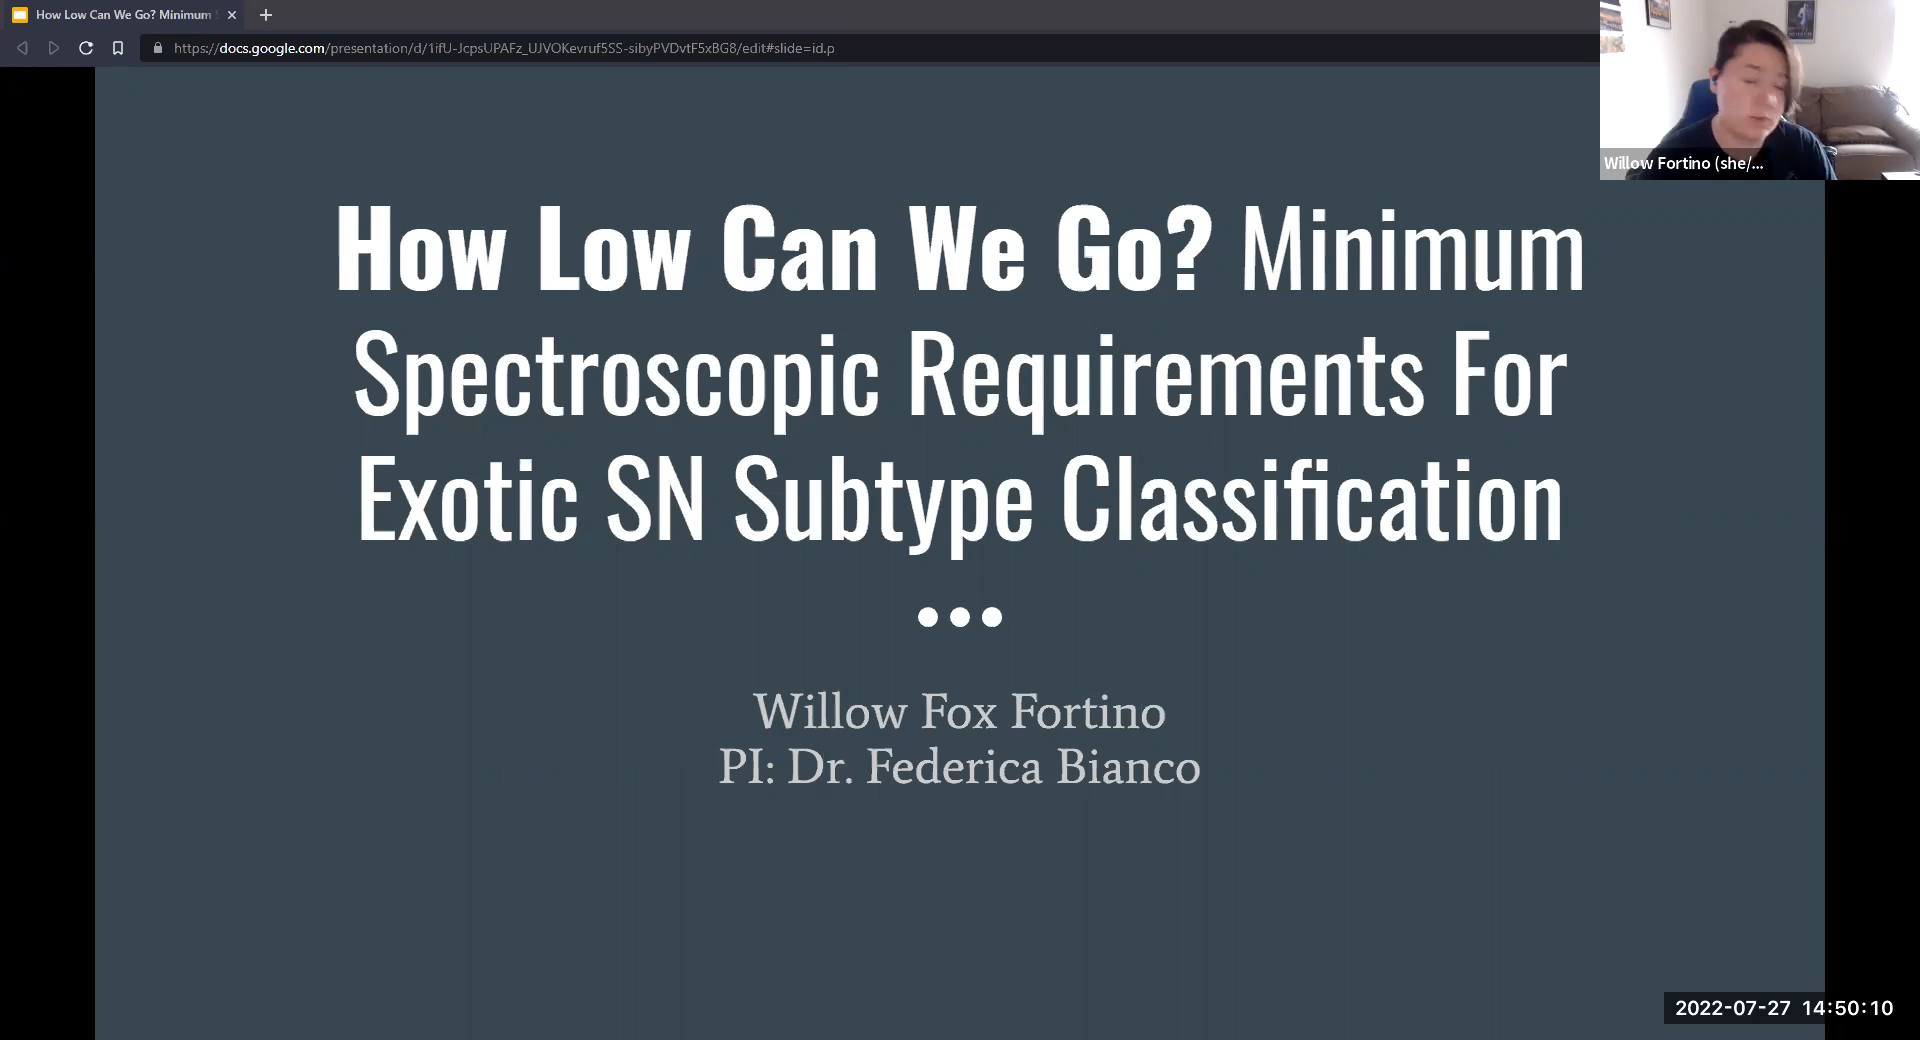 How Low Can We Go? Minimum
https://docs.google.com/presentation/d/1ifU-JcpsUPAFz_UJVOKevruf5SS-sibyPVDvtF5xBG8/edit#slide=id.p
Willow Fortino (she/...
How Low Can We Go? Minimum
Spectroscopic Requirements For
Exotic SN Subtype Classification
Willow Fox Fortino
PI: Dr. Federica Bianco
2022-07-27 14:50:10